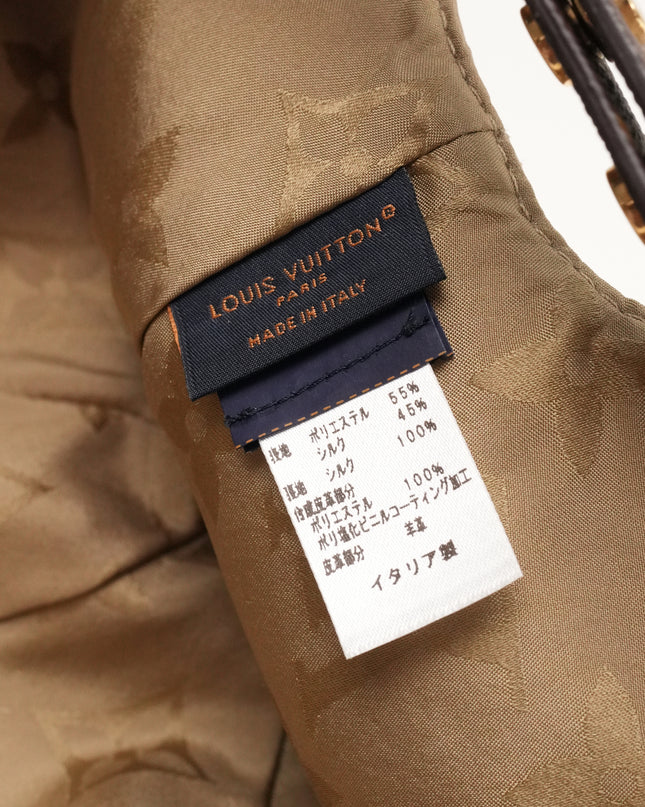 LOUIS VUITTON®
PARIS
MADE IN ITALY
表地 ポリエステル 55%
シルク 45%
シルク 100%
表地
合成皮革部分
ポリエステル 100%
ポリ塩化ビニルコーティング加工
皮革部分 羊革
イタリア製